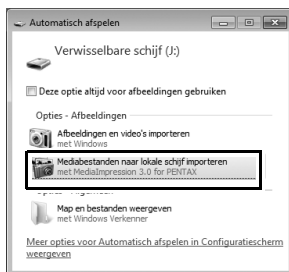 Automatisch afspelen
Verwisselbare schijf (J:)
Deze optie altijd voor afbeeldingen gebruiken
Opties - Afbeeldingen
Afbeeldingen en video's importeren
met Windows
Mediabestanden naar lokale schijf importeren
met MediaImpression 3.0 for PENTAX
Map en bestanden weergeven
met Windows Verkenner
Meer opties voor Automatisch afspelen in Configuratiescherm
weergeven